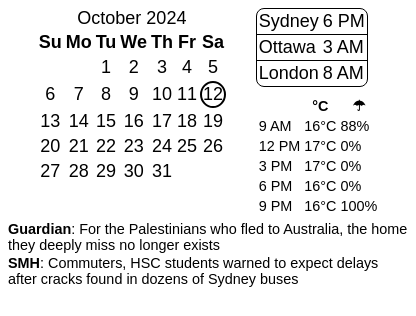 October 2024
Su Mo Tu We Th Fr Sa
1 2 3 4 5
6 7 8 9 10 11 12
13 14 15 16 17 18 19
20 21 22 23 24 25 26
27 28 29 30 31
Sydney 6 PM
Ottawa 3 AM
London 8 AM
°C ☂
9 AM 16°C 88%
12 PM 17°C 0%
3 PM 17°C 0%
6 PM 16°C 0%
9 PM 16°C 100%
Guardian: For the Palestinians who fled to Australia, the home
they deeply miss no longer exists
SMH: Commuters, HSC students warned to expect delays
after cracks found in dozens of Sydney buses